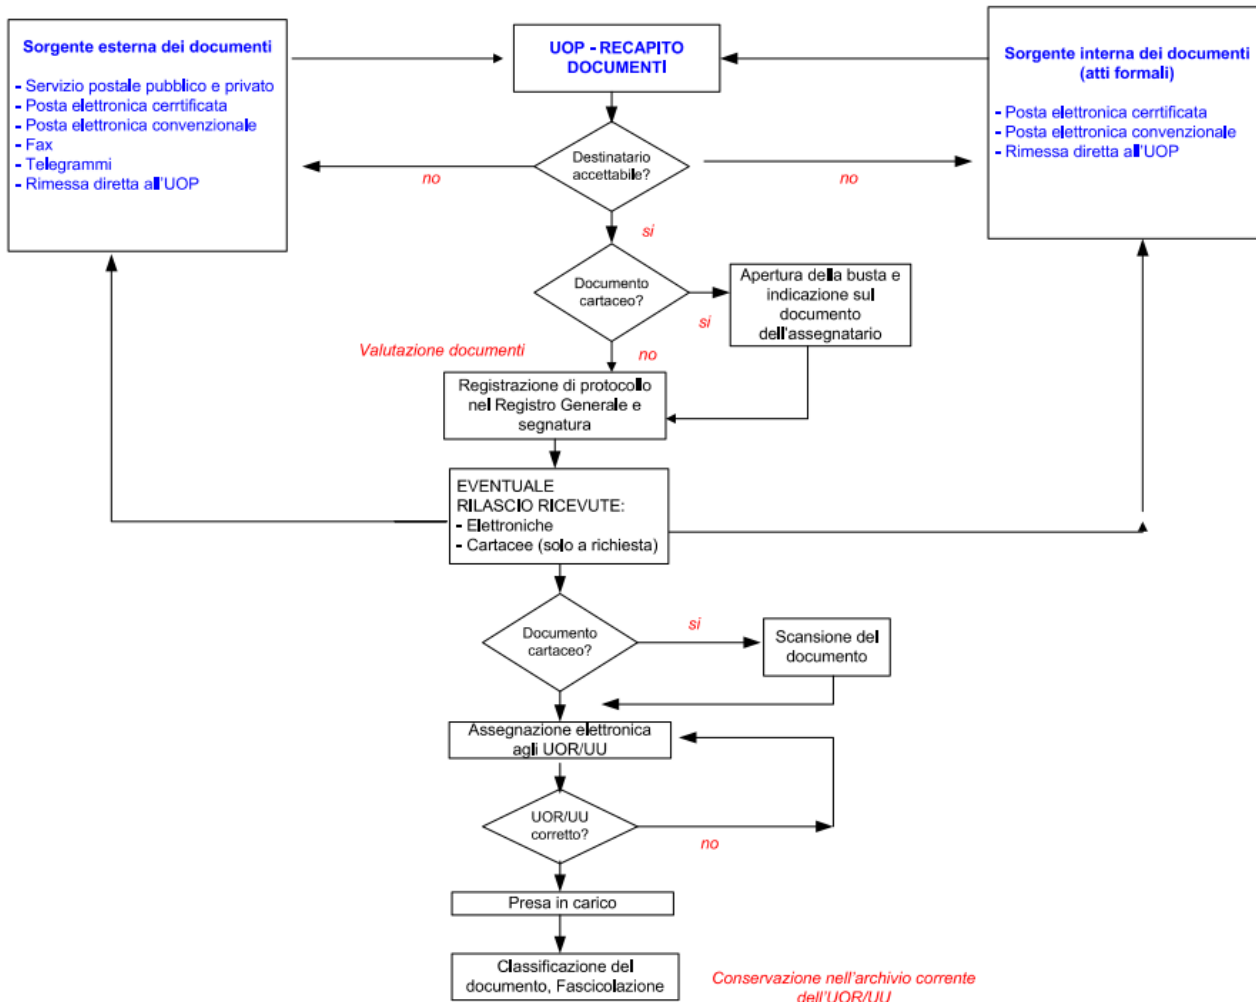 Sorgente esterna dei documenti
- Servizio postale pubblico e privato
- Posta elettronica cerrtificata
- Posta elettronica convenzionale
- Fax
- Telegrammi
- Rimessa diretta all'UOP
UOP - RECAPITO
DOCUMENTI
Sorgente interna dei documenti
(atti formali)
- Posta elettronica cerrtificata
- Posta elettronica convenzionale
- Rimessa diretta all'UOP
Destinatario
accettabile?
no
no
si
Documento
cartaceo?
si
Apertura della busta e
indicazione sul
documento
dell'assegnatario
Valutazione documenti
no
Registrazione di protocollo
nel Registro Generale e
segnatura
EVENTUALE
RILASCIO RICEVUTE:
- Elettroniche
- Cartacee (solo a richiesta)
Documento
cartaceo?
si
Scansione del
documento
Assegnazione elettronica
agli UOR/UU
UOR/UU
corretto?
no
Presa in carico
Classificazione del
documento, Fascicolazione
Conservazione nell'archivio corrente
dell'UOR/UU